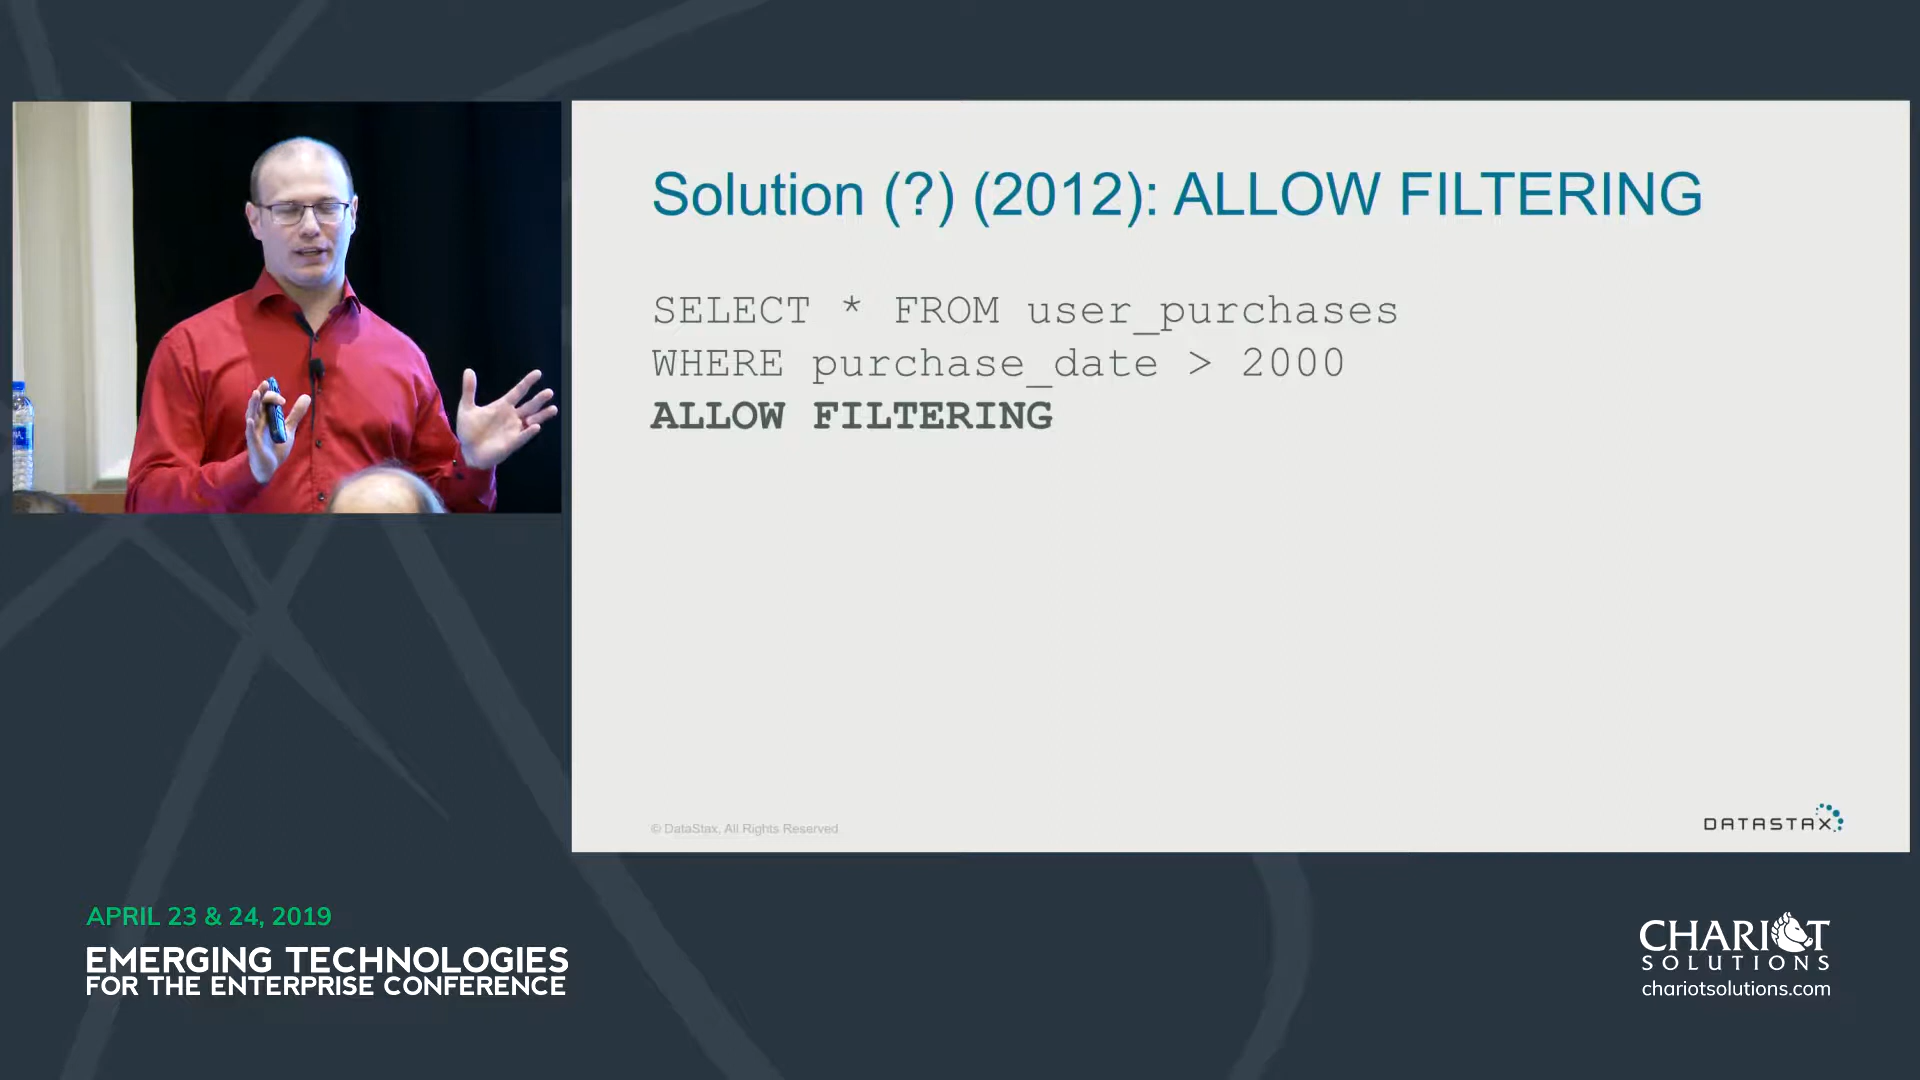 Solution (?) (2012): ALLOW FILTERING
SELECT * FROM user_purchases
WHERE purchase_date > 2000
ALLOW FILTERING
© DataStax, All Rights Reserved
DATASTAX
APRIL 23 & 24, 2019
EMERGING TECHNOLOGIES
FOR THE ENTERPRISE CONFERENCE
CHARIOT
SOLUTIONS
chariotsolutions.com